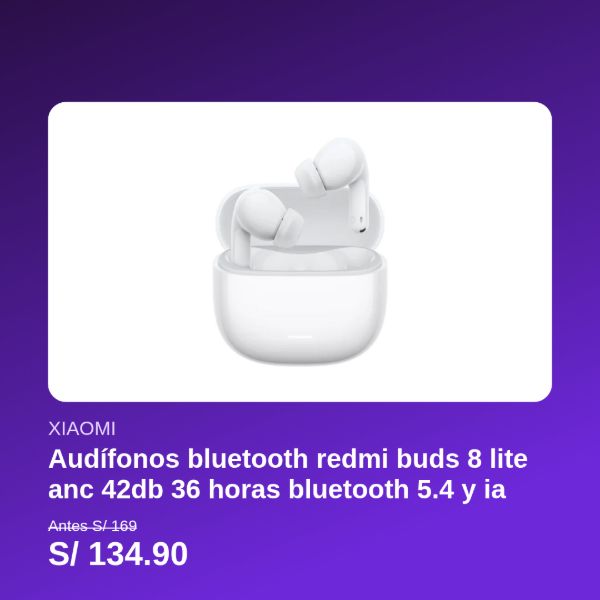 XIAOMI
Audífonos bluetooth redmi buds 8 lite
anc 42db 36 horas bluetooth 5.4 y ia
Antes S/ 169
S/ 134.90